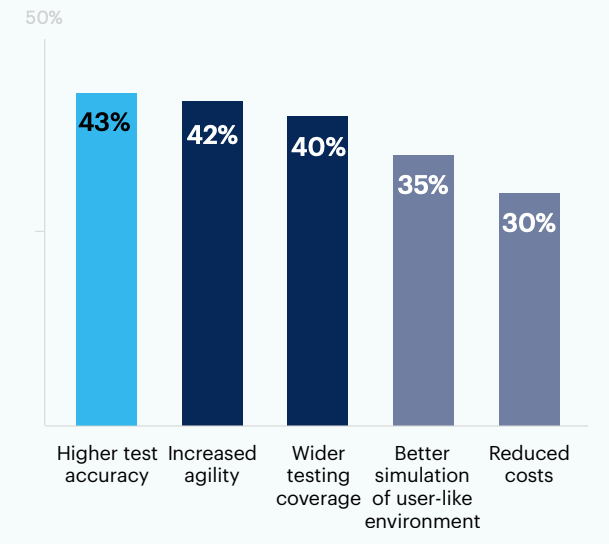 50%
43%
42%
40%
35%
30%
Higher test
accuracy
Increased
agility
Wider
testing
coverage
Better
simulation
of user-like
environment
Reduced
costs